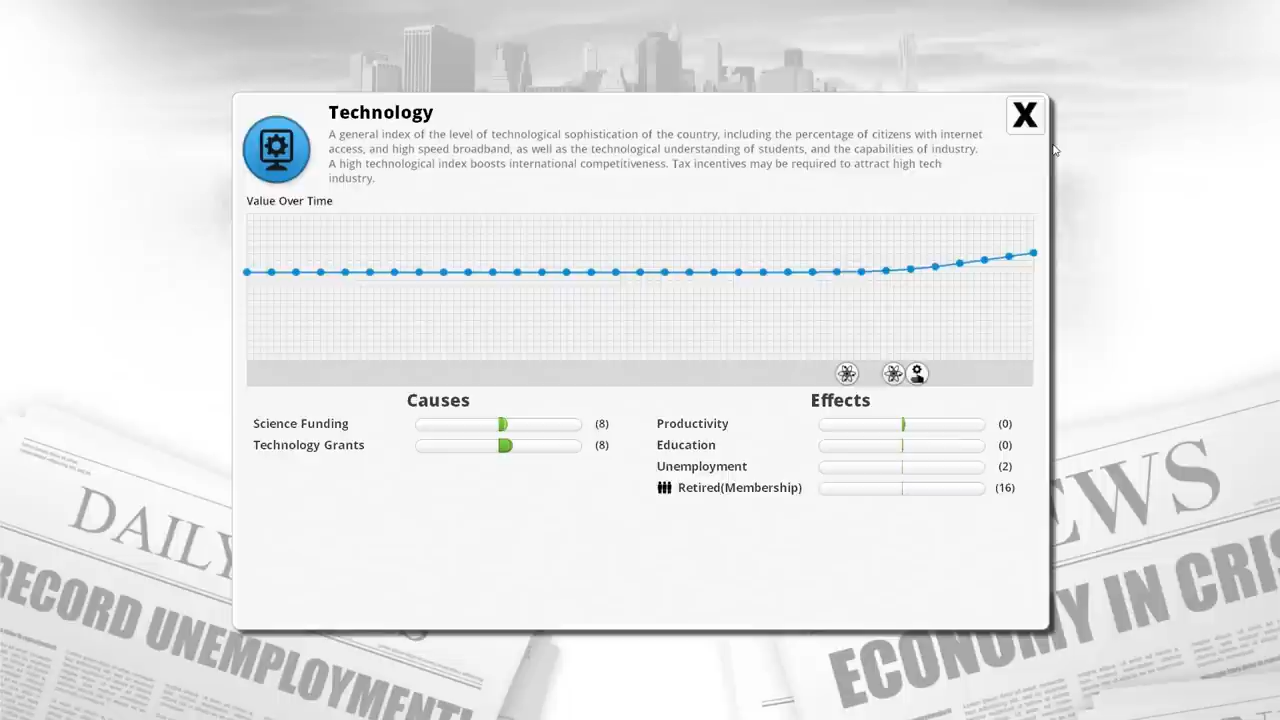 Technology
X
A general index of the level of technological sophistication of the country, including the percentage of citizens with internet
access, and high speed broadband, as well as the technological understanding of students, and the capabilities of industry.
A high technological index boosts international competitiveness. Tax incentives may be required to attract high tech
industry.
Value Over Time
Causes
Science Funding (8)
Technology Grants (8)
Effects
Productivity (0)
Education (0)
Unemployment (2)
Retired(Membership) (16)
DAILY
RECORD UNEMPLOYMENT!
EWS
ECONOMY IN CRIS